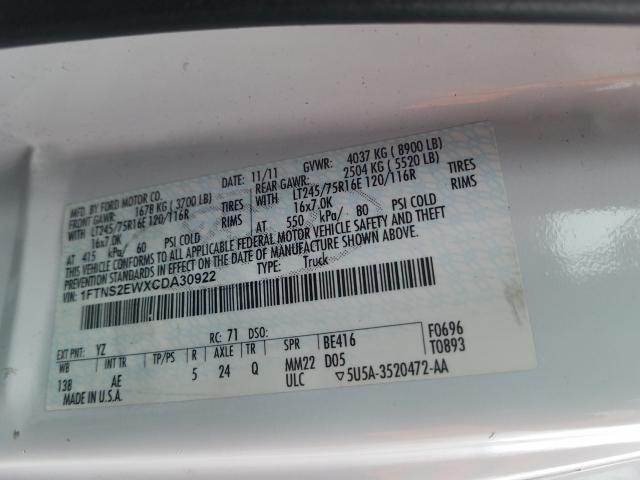 MFD. BY FORD MOTOR CO.
DATE: 11/11 GVWR: 4037 KG ( 8900 LB)
FRONT GAWR: 1678 KG ( 3700 LB) REAR GAWR: 2504 KG ( 5520 LB)
WITH LT245/75R16E 120/116R TIRES WITH LT245/75R16E 120/116R TIRES
16x7.0K RIMS 16x7.0K RIMS
AT 415 kPa/ 60 PSI COLD AT 550 kPa/ 80 PSI COLD
THIS VEHICLE CONFORMS TO ALL APPLICABLE FEDERAL MOTOR VEHICLE SAFETY AND THEFT
PREVENTION STANDARDS IN EFFECT ON THE DATE OF MANUFACTURE SHOWN ABOVE.
VIN: 1FTNS2EWXCDA30922 TYPE: Truck
F0696
T0893
EXT PNT: YZ RC: 71 DSO:
WB INT TR TP/PS R AXLE TR SPR BE416
138 AE 5 24 Q MM22 D05
MADE IN U.S.A. ULC ▽5U5A-3520472-AA